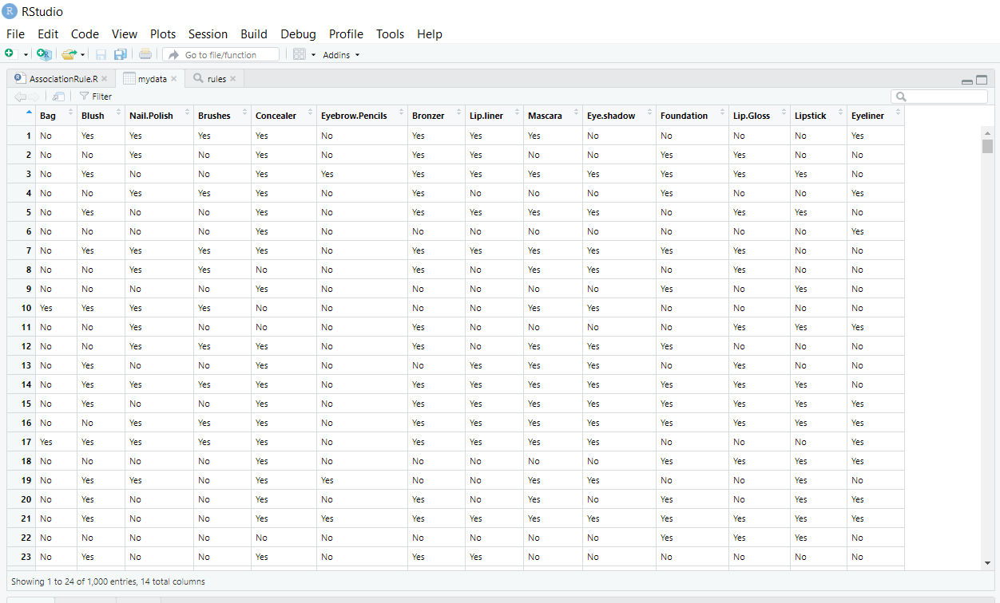 R RStudio
File Edit Code View Plots Session Build Debug Profile Tools Help
Go to file/function Addins
AssociationRule.R mydata rules
Filter
Bag Blush Nail.Polish Brushes Concealer Eyebrow.Pencils Bronzer Lip.liner Mascara Eye.shadow Foundation Lip.Gloss Lipstick Eyeliner
1 No Yes Yes Yes Yes No Yes Yes Yes No No No No Yes
2 No No Yes No Yes No Yes Yes No No Yes Yes No No
3 No Yes No No Yes Yes Yes Yes Yes Yes Yes Yes Yes No
4 No No Yes Yes Yes No Yes No No No Yes No No Yes
5 No Yes No No Yes No Yes Yes Yes Yes No Yes Yes No
6 No No No No Yes No No No No No No No No Yes
7 No Yes Yes Yes Yes No Yes Yes Yes Yes Yes Yes No No
8 No No Yes Yes No No Yes No Yes Yes No Yes No No
9 No No No No Yes No No No No No Yes No Yes No
10 Yes Yes Yes Yes No No No No Yes Yes No No No No
11 No No Yes No No No Yes No No No No Yes Yes Yes
12 No No Yes Yes Yes No Yes No Yes Yes Yes No No No
13 No Yes No No Yes No No Yes Yes Yes No Yes No No
14 No Yes Yes Yes Yes No Yes Yes Yes Yes Yes Yes Yes No
15 No Yes No No Yes No Yes Yes Yes Yes Yes Yes Yes Yes
16 No No Yes Yes Yes No Yes Yes Yes Yes Yes Yes Yes Yes
17 Yes Yes Yes Yes Yes No Yes Yes Yes Yes No No No Yes
18 No No No No Yes No No No No No Yes Yes Yes Yes
19 No Yes Yes No Yes Yes No No Yes Yes No No Yes No
20 No Yes No No Yes No Yes No Yes No Yes No Yes Yes
21 No Yes No No Yes Yes Yes Yes Yes Yes Yes Yes Yes Yes
22 No No No No No No No No No No Yes Yes Yes No
23 No Yes No No Yes No Yes Yes No No No No No No
Showing 1 to 24 of 1,000 entries, 14 total columns